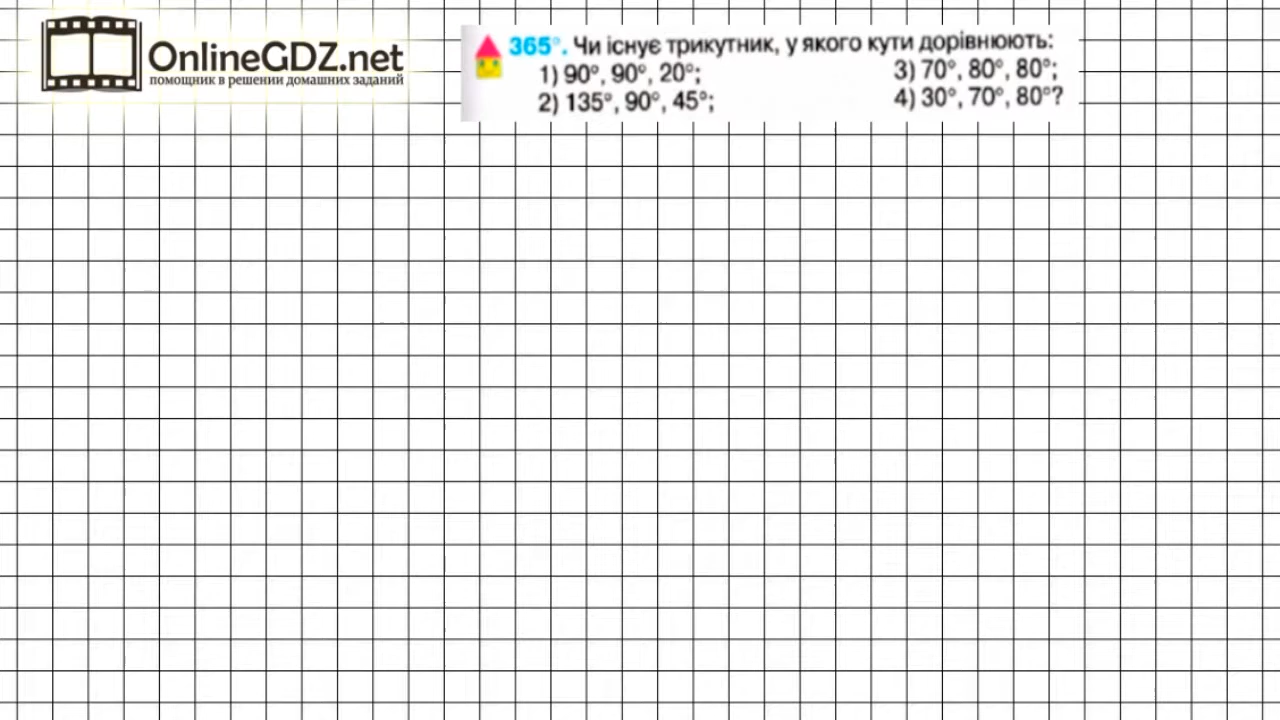 OnlineGDZ.net
помощник в решении домашних заданий
365°. Чи існує трикутник, у якого кути дорівнюють:
1) 90°, 90°, 20°;
2) 135°, 90°, 45°;
3) 70°, 80°, 80°;
4) 30°, 70°, 80°?